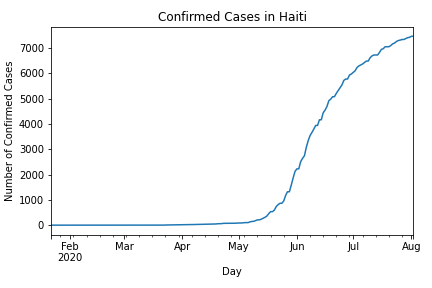 Confirmed Cases in Haiti
Number of Confirmed Cases
7000
6000
5000
4000
3000
2000
1000
0
Feb Mar Apr May Jun Jul Aug
2020
Day